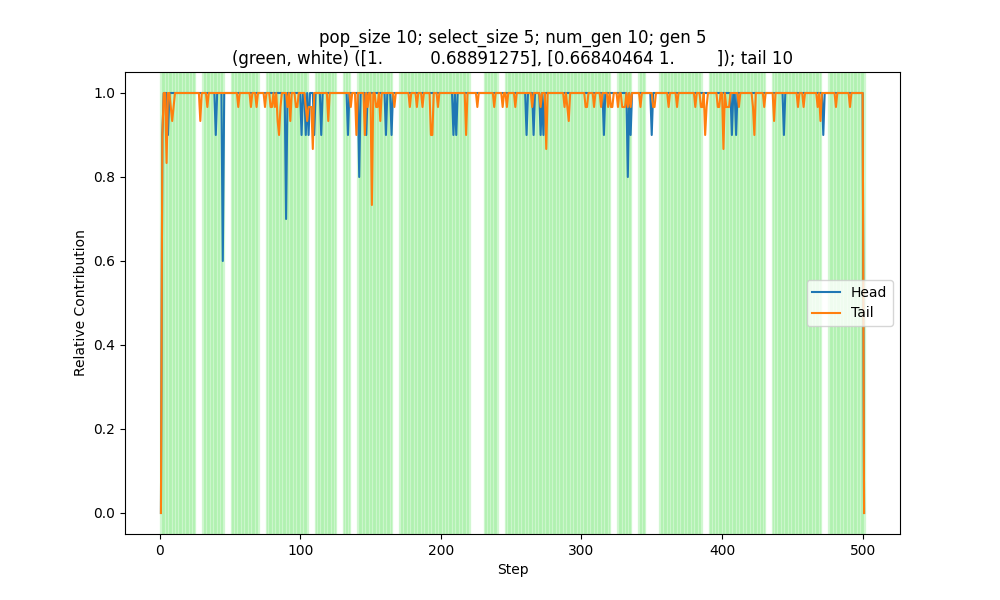 pop_size 10; select_size 5; num_gen 10; gen 5
(green, white) ([1.          0.68891275], [0.66840464 1.         ]); tail 10
1.0
0.8
0.6
0.4
0.2
0.0
Relative Contribution
Head
Tail
0
100
200
300
400
500
Step